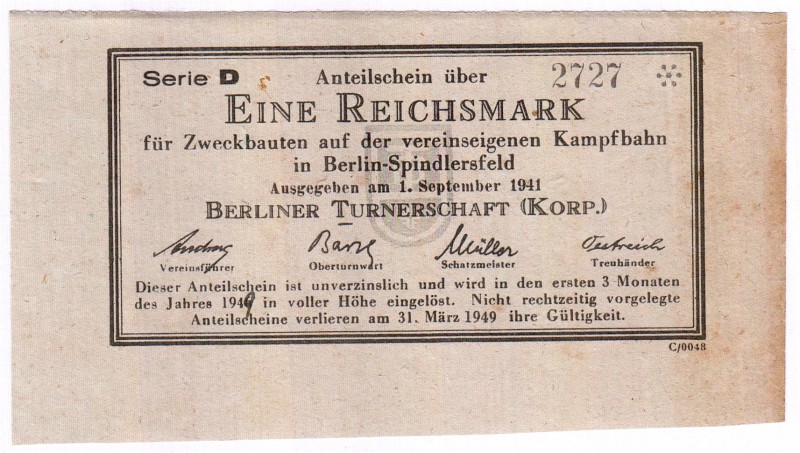 Serie D Anteilschein über 2727
EINE REICHSMARK
für Zweckbauten auf der vereinseigenen Kampfbahn
in Berlin-Spindlersfeld
Ausgegeben am 1. September 1941
BERLINER TURNERSCHAFT (KORP.)
Müller
Vereinsführer Oberturnwart Schatzmeister Treuhänder
Dieser Anteilschein ist unverzinslich und wird in den ersten 3 Monaten
des Jahres 1949 in voller Höhe eingelöst. Nicht rechtzeitig vorgelegte
Anteilscheine verlieren am 31. März 1949 ihre Gültigkeit.
C/0048